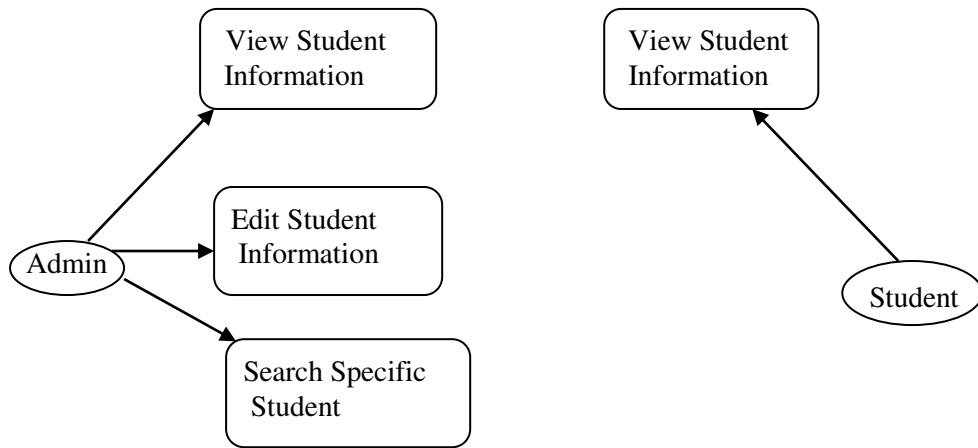 View Student
Information
View Student
Information
Edit Student
Information
Admin
Student
Search Specific
Student